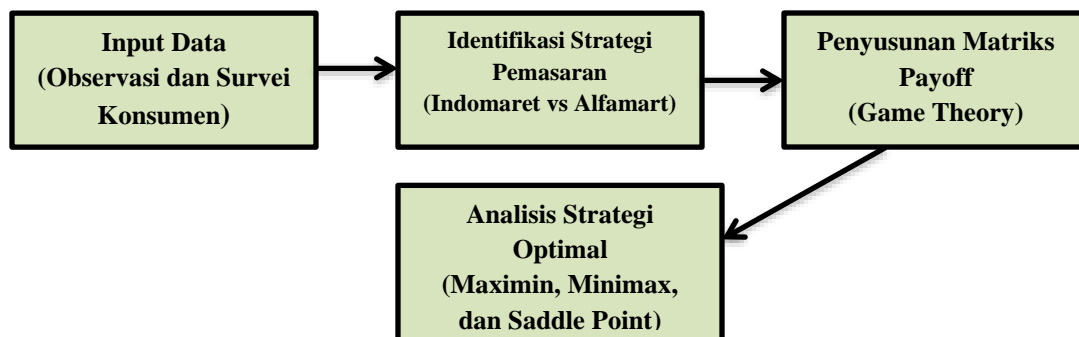 Input Data
(Observasi dan Survei
Konsumen)
Identifikasi Strategi
Pemasaran
(Indomaret vs Alfamart)
Penyusunan Matriks
Payoff
(Game Theory)
Analisis Strategi
Optimal
(Maximin, Minimax,
dan Saddle Point)